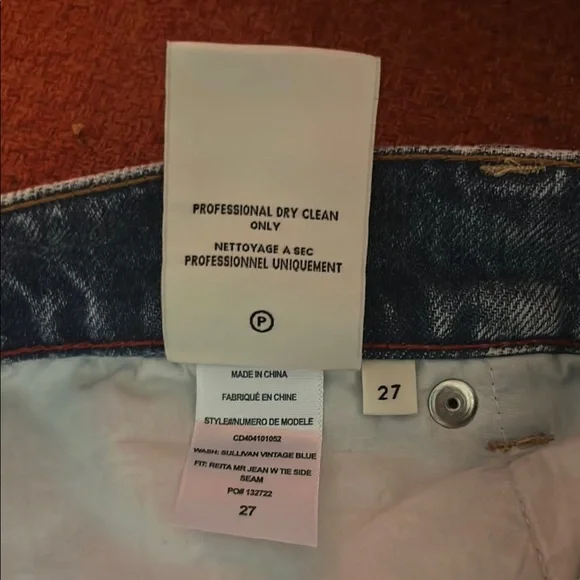 PROFESSIONAL DRY CLEAN
ONLY
NETTOYAGE A SEC
PROFESSIONNEL UNIQUEMENT
P
MADE IN CHINA
FABRIQUÉ EN CHINE
STYLE#/NUMERO DE MODELE
CD404101052
WASH: SULLIVAN VINTAGE BLUE
FIT: REITA MR JEAN W TIE SIDE
SEAM
PO# 132722
27
27